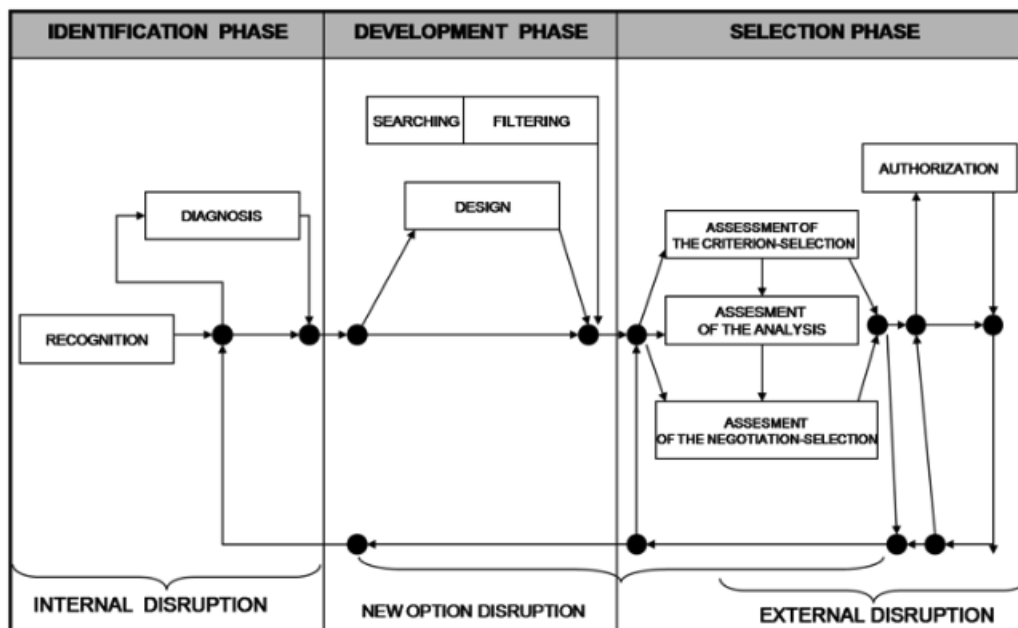 IDENTIFICATION PHASE
DEVELOPMENT PHASE
SELECTION PHASE
SEARCHING
FILTERING
AUTHORIZATION
DIAGNOSIS
DESIGN
ASSESSMENT OF
THE CRITERION-SELECTION
RECOGNITION
ASSESMENT
OF THE ANALYSIS
ASSESMENT
OF THE NEGOTIATION-SELECTION
INTERNAL DISRUPTION
NEW OPTION DISRUPTION
EXTERNAL DISRUPTION